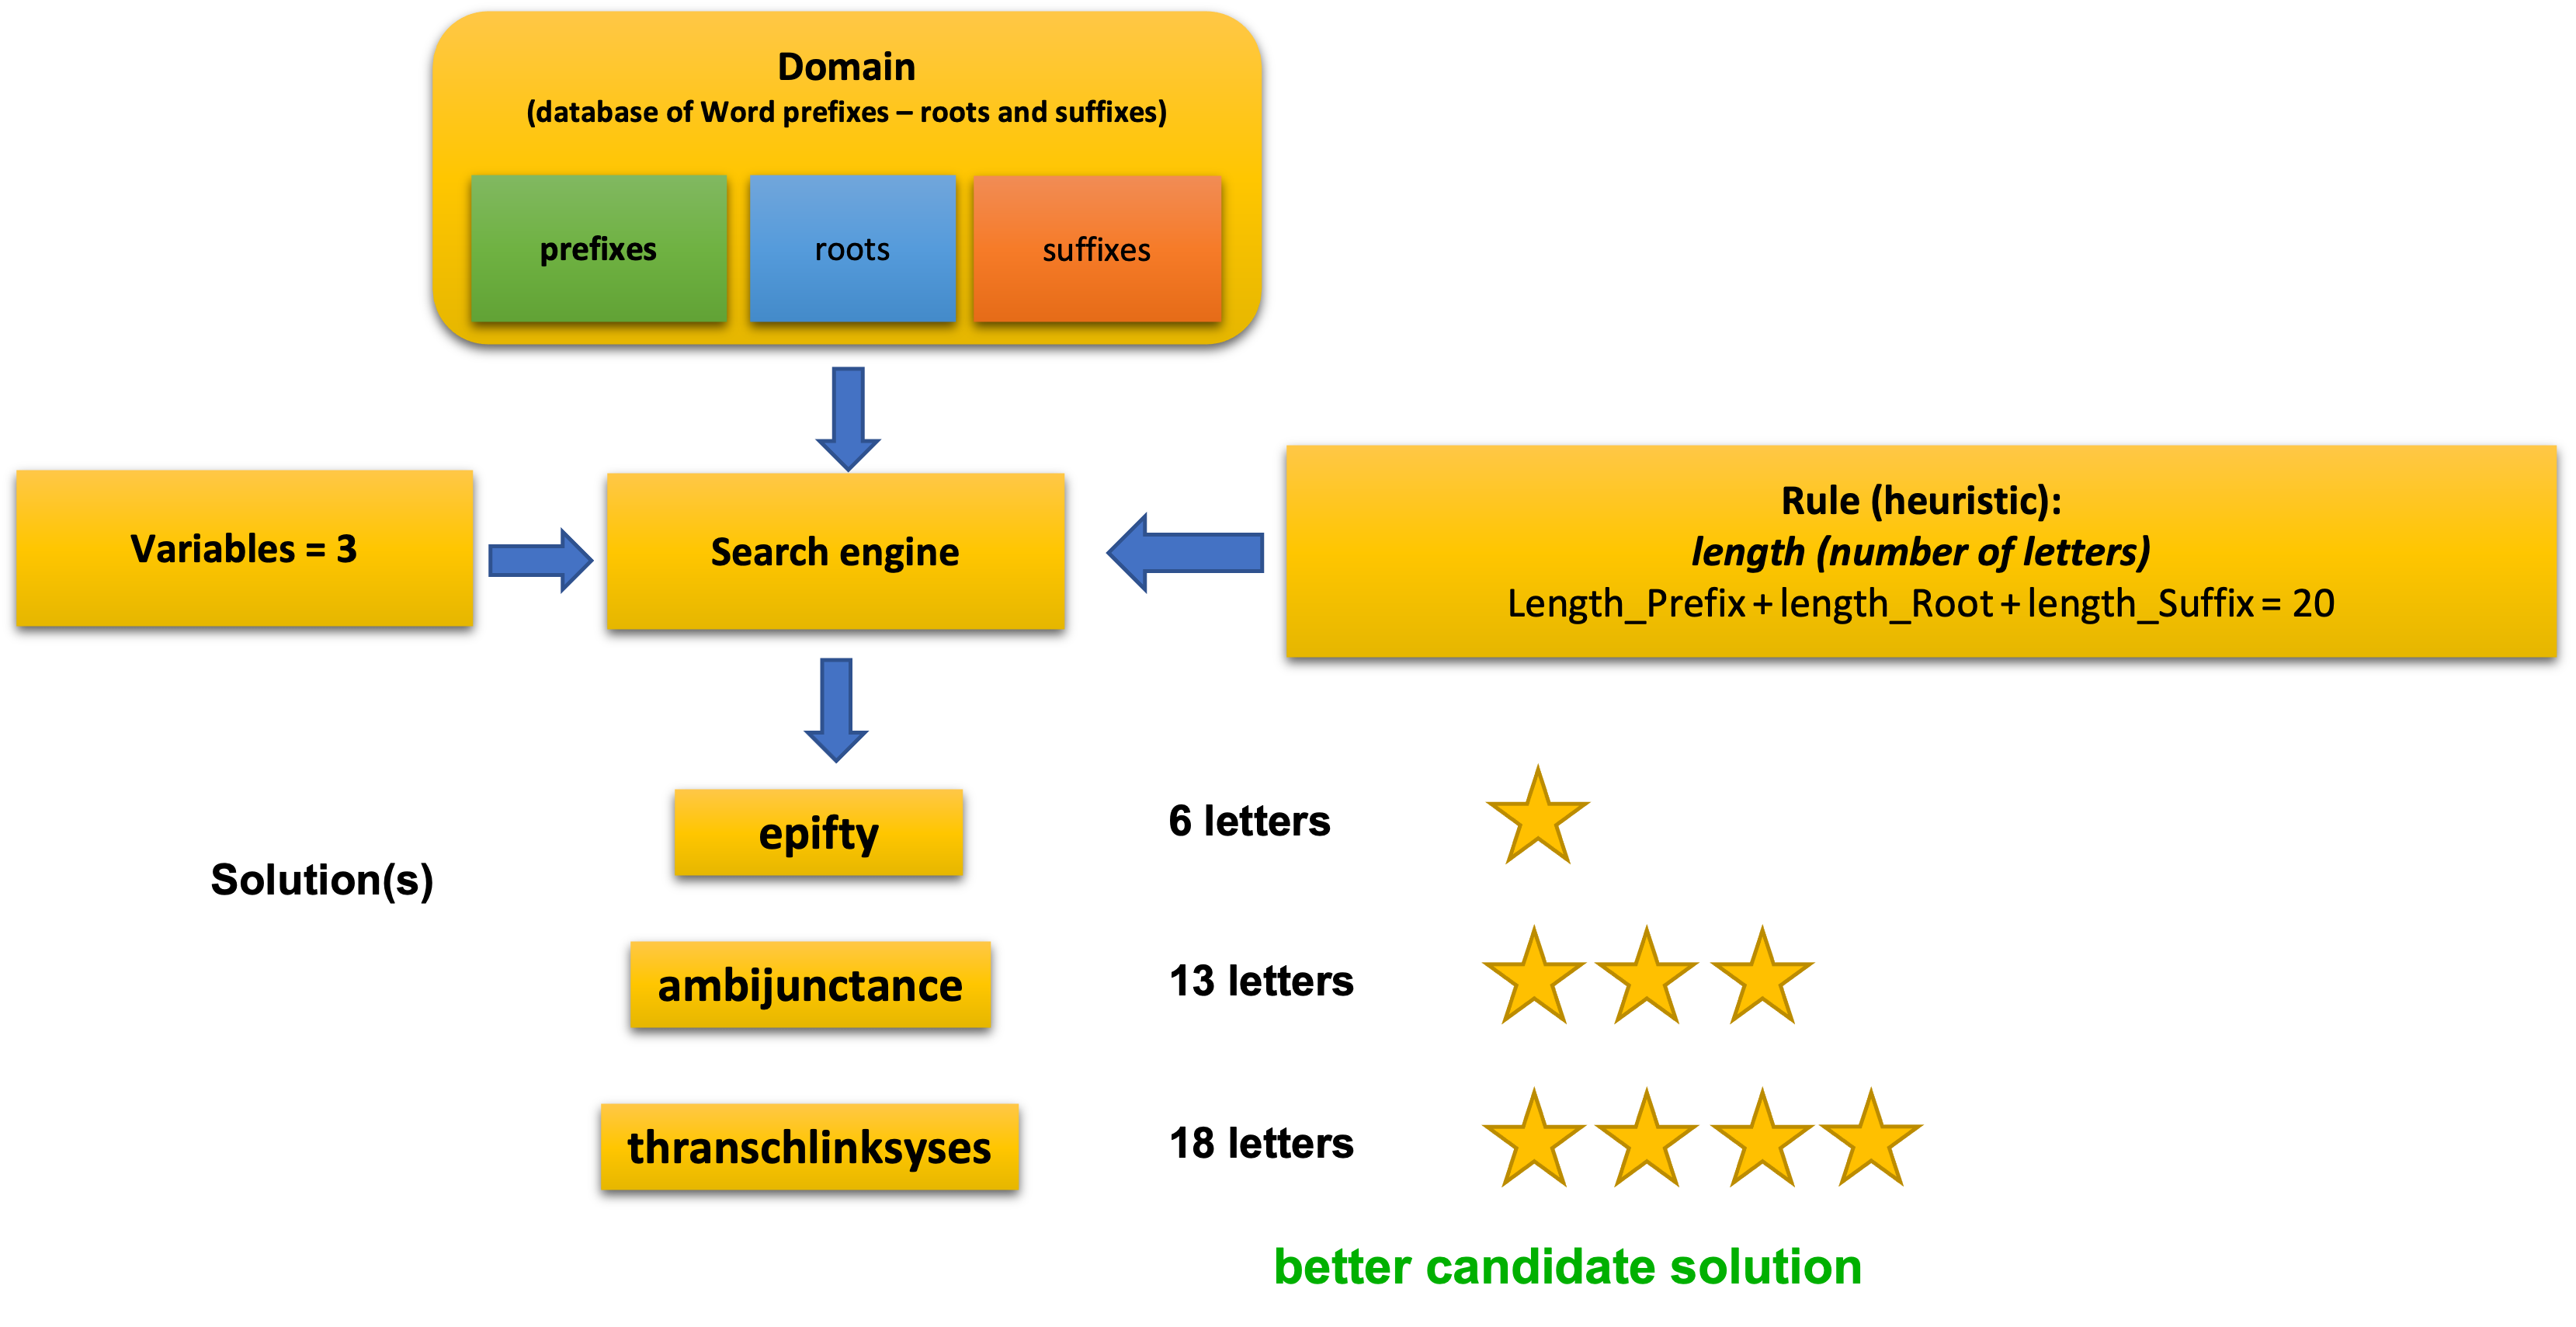 Domain
(database of Word prefixes – roots and suffixes)
prefixes
roots
suffixes
Variables = 3
Search engine
Rule (heuristic):
length (number of letters)
Length_Prefix + length_Root + length_Suffix = 20
Solution(s)
epifty
6 letters
ambijunctance
13 letters
thranschlinksyses
18 letters
better candidate solution